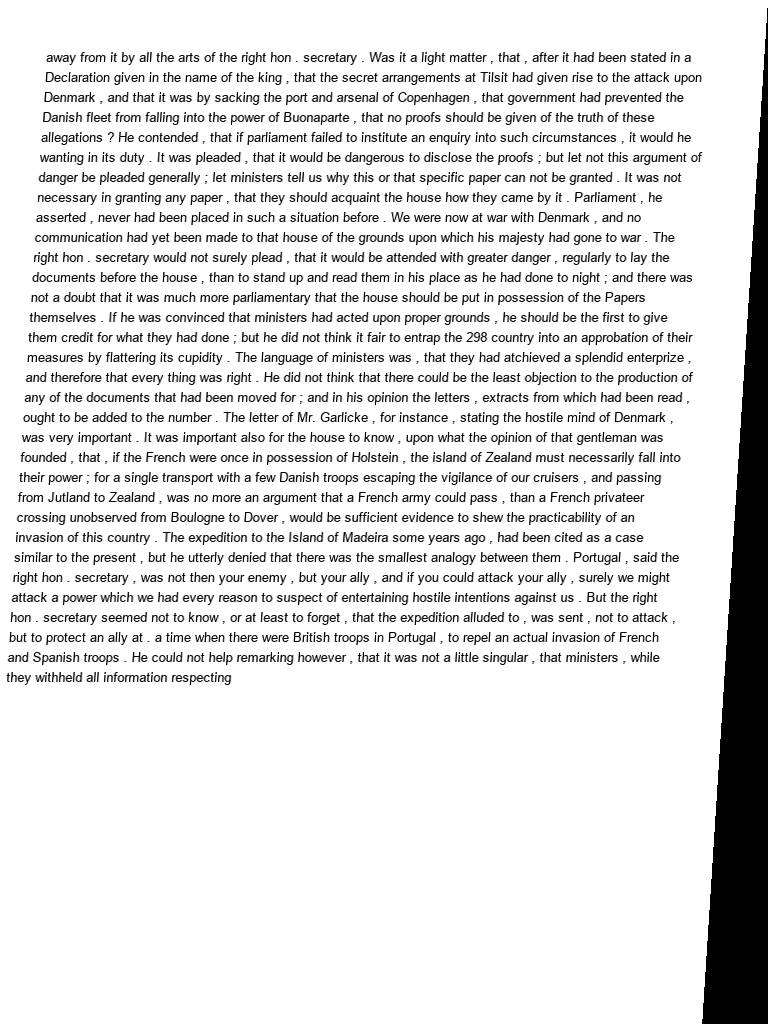 away from it by all the arts of the right hon . secretary . Was it a light matter , that , after it had been stated in a
Declaration given in the name of the king , that the secret arrangements at Tilsit had given rise to the attack upon
Denmark , and that it was by sacking the port and arsenal of Copenhagen , that government had prevented the
Danish fleet from falling into the power of Buonaparte , that no proofs should be given of the truth of these
allegations ? He contended , that if parliament failed to institute an enquiry into such circumstances , it would he
wanting in its duty . It was pleaded , that it would be dangerous to disclose the proofs ; but let not this argument of
danger be pleaded generally ; let ministers tell us why this or that specific paper can not be granted . It was not
necessary in granting any paper , that they should acquaint the house how they came by it . Parliament , he
asserted , never had been placed in such a situation before . We were now at war with Denmark , and no
communication had yet been made to that house of the grounds upon which his majesty had gone to war . The
right hon . secretary would not surely plead , that it would be attended with greater danger , regularly to lay the
documents before the house , than to stand up and read them in his place as he had done to night ; and there was
not a doubt that it was much more parliamentary that the house should be put in possession of the Papers
themselves . If he was convinced that ministers had acted upon proper grounds , he should be the first to give
them credit for what they had done ; but he did not think it fair to entrap the 298 country into an approbation of their
measures by flattering its cupidity . The language of ministers was , that they had atchieved a splendid enterprize ,
and therefore that every thing was right . He did not think that there could be the least objection to the production of
any of the documents that had been moved for ; and in his opinion the letters , extracts from which had been read ,
ought to be added to the number . The letter of Mr. Garlicke , for instance , stating the hostile mind of Denmark ,
was very important . It was important also for the house to know , upon what the opinion of that gentleman was
founded , that , if the French were once in possession of Holstein , the island of Zealand must necessarily fall into
their power ; for a single transport with a few Danish troops escaping the vigilance of our cruisers , and passing
from Jutland to Zealand , was no more an argument that a French army could pass , than a French privateer
crossing unobserved from Boulogne to Dover , would be sufficient evidence to shew the practicability of an
invasion of this country . The expedition to the Island of Madeira some years ago , had been cited as a case
similar to the present , but he utterly denied that there was the smallest analogy between them . Portugal , said the
right hon . secretary , was not then your enemy , but your ally , and if you could attack your ally , surely we might
attack a power which we had every reason to suspect of entertaining hostile intentions against us . But the right
hon . secretary seemed not to know , or at least to forget , that the expedition alluded to , was sent , not to attack ,
but to protect an ally at . a time when there were British troops in Portugal , to repel an actual invasion of French
and Spanish troops . He could not help remarking however , that it was not a little singular , that ministers , while
they withheld all information respecting